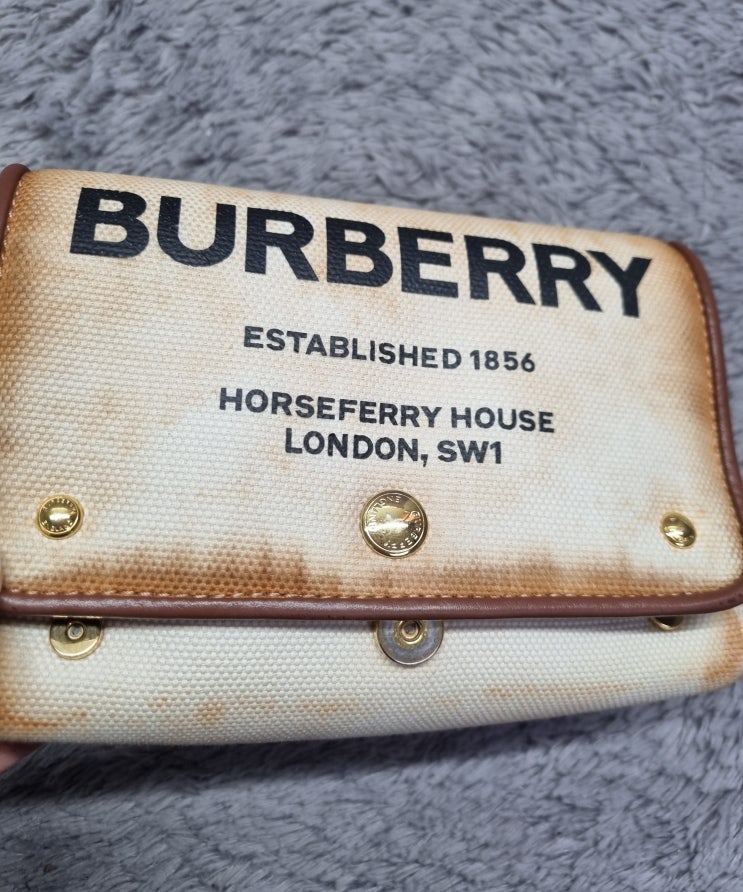 BURBERRY
ESTABLISHED 1856
HORSEFERRY HOUSE
LONDON, SW1